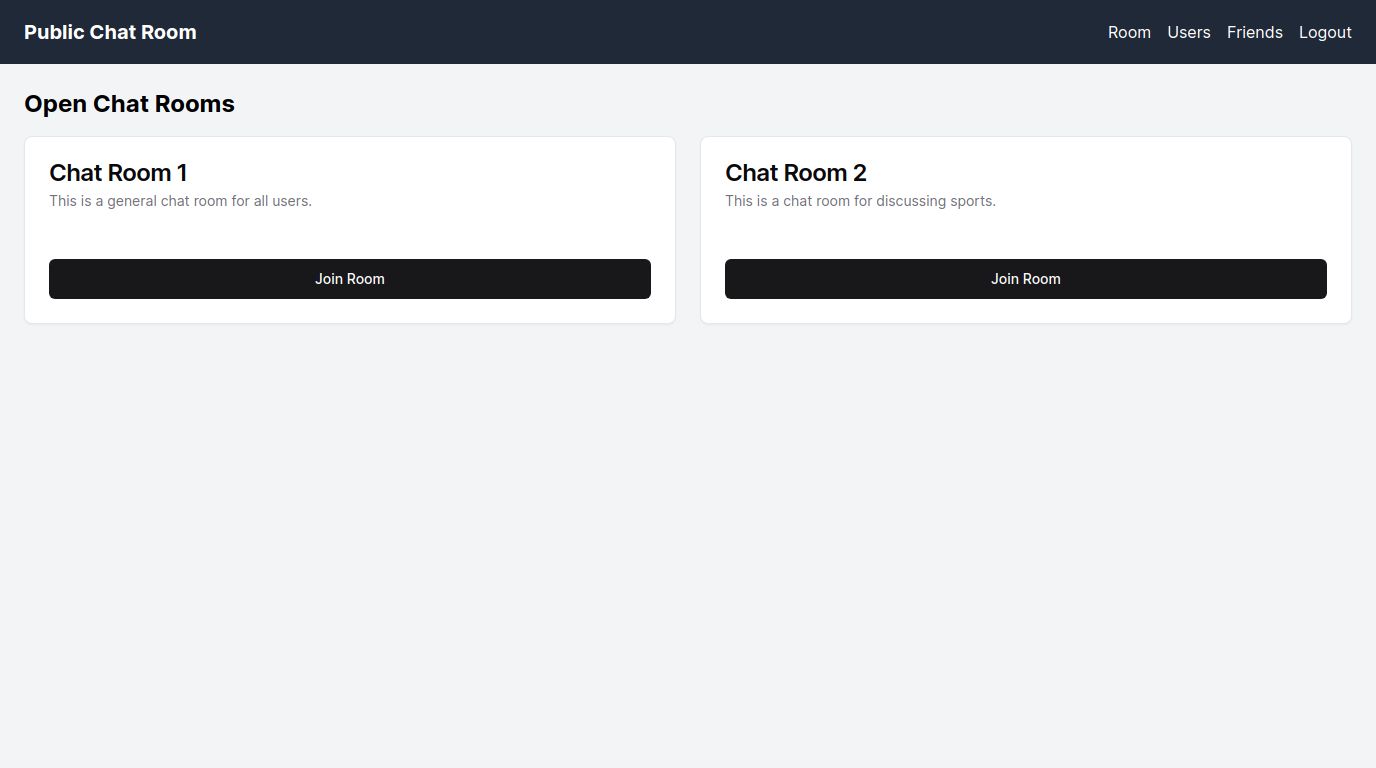 Public Chat Room
Room Users Friends Logout
Open Chat Rooms
Chat Room 1
This is a general chat room for all users.
Join Room
Chat Room 2
This is a chat room for discussing sports.
Join Room